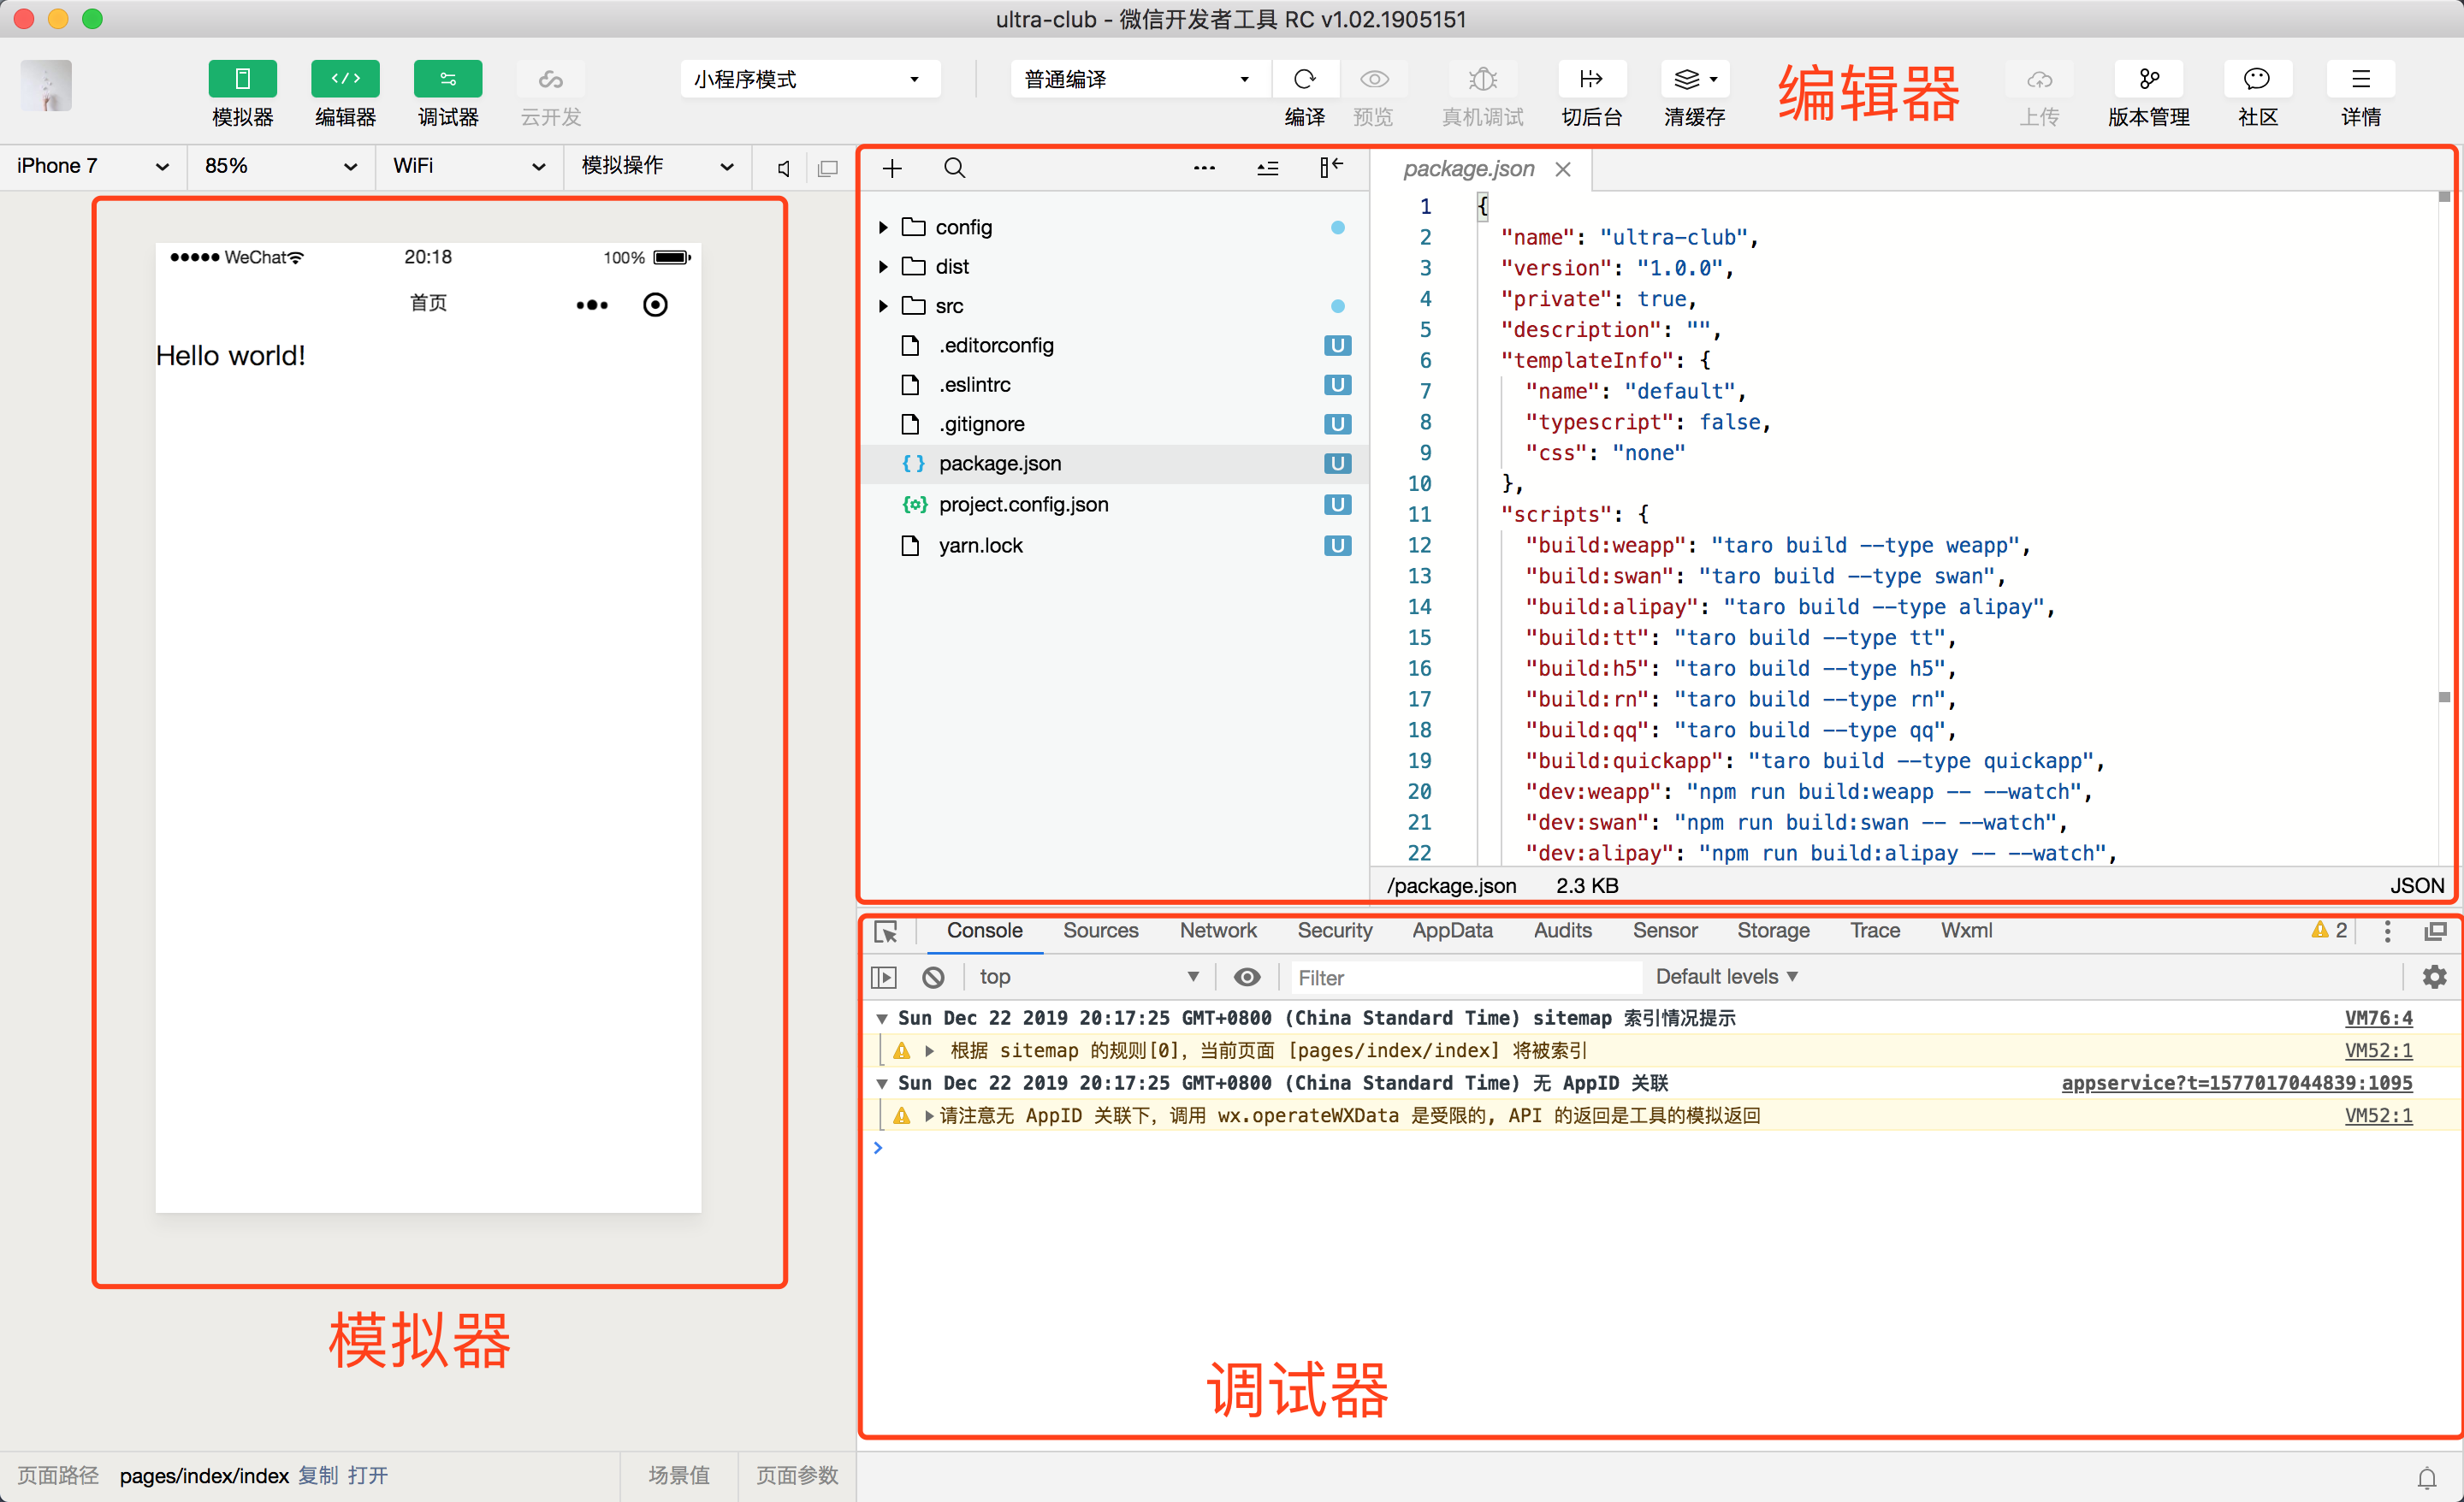 ultra-club - 微信开发者工具 RC v1.02.1905151
模拟器
编辑器
调试器
云开发
小程序模式
普通编译
编译
预览
真机调试
切后台
清缓存
编辑器
上传
版本管理
社区
详情
iPhone 7
85%
WiFi
模拟操作
WeChat
20:18
100%
首页
Hello world!
模拟器
config
dist
src
.editorconfig U
.eslintrc U
.gitignore U
{ } package.json U
project.config.json U
yarn.lock U
package.json
1 {
2 "name": "ultra-club",
3 "version": "1.0.0",
4 "private": true,
5 "description": "",
6 "templateInfo": {
7 "name": "default",
8 "typescript": false,
9 "css": "none"
10 },
11 "scripts": {
12 "build:weapp": "taro build --type weapp",
13 "build:swan": "taro build --type swan",
14 "build:alipay": "taro build --type alipay",
15 "build:tt": "taro build --type tt",
16 "build:h5": "taro build --type h5",
17 "build:rn": "taro build --type rn",
18 "build:qq": "taro build --type qq",
19 "build:quickapp": "taro build --type quickapp",
20 "dev:weapp": "npm run build:weapp -- --watch",
21 "dev:swan": "npm run build:swan -- --watch",
22 "dev:alipay": "npm run build:alipay -- --watch",
/package.json 2.3 KB JSON
Console Sources Network Security AppData Audits Sensor Storage Trace Wxml 2
top Filter Default levels
Sun Dec 22 2019 20:17:25 GMT+0800 (China Standard Time) sitemap 索引情况提示 VM76:4
根据 sitemap 的规则[0]，当前页面 [pages/index/index] 将被索引 VM52:1
Sun Dec 22 2019 20:17:25 GMT+0800 (China Standard Time) 无 AppID 关联 appservice?t=1577017044839:1095
请注意无 AppID 关联下，调用 wx.operateWXData 是受限的, API 的返回是工具的模拟返回 VM52:1
调试器
页面路径 pages/index/index 复制 打开 场景值 页面参数